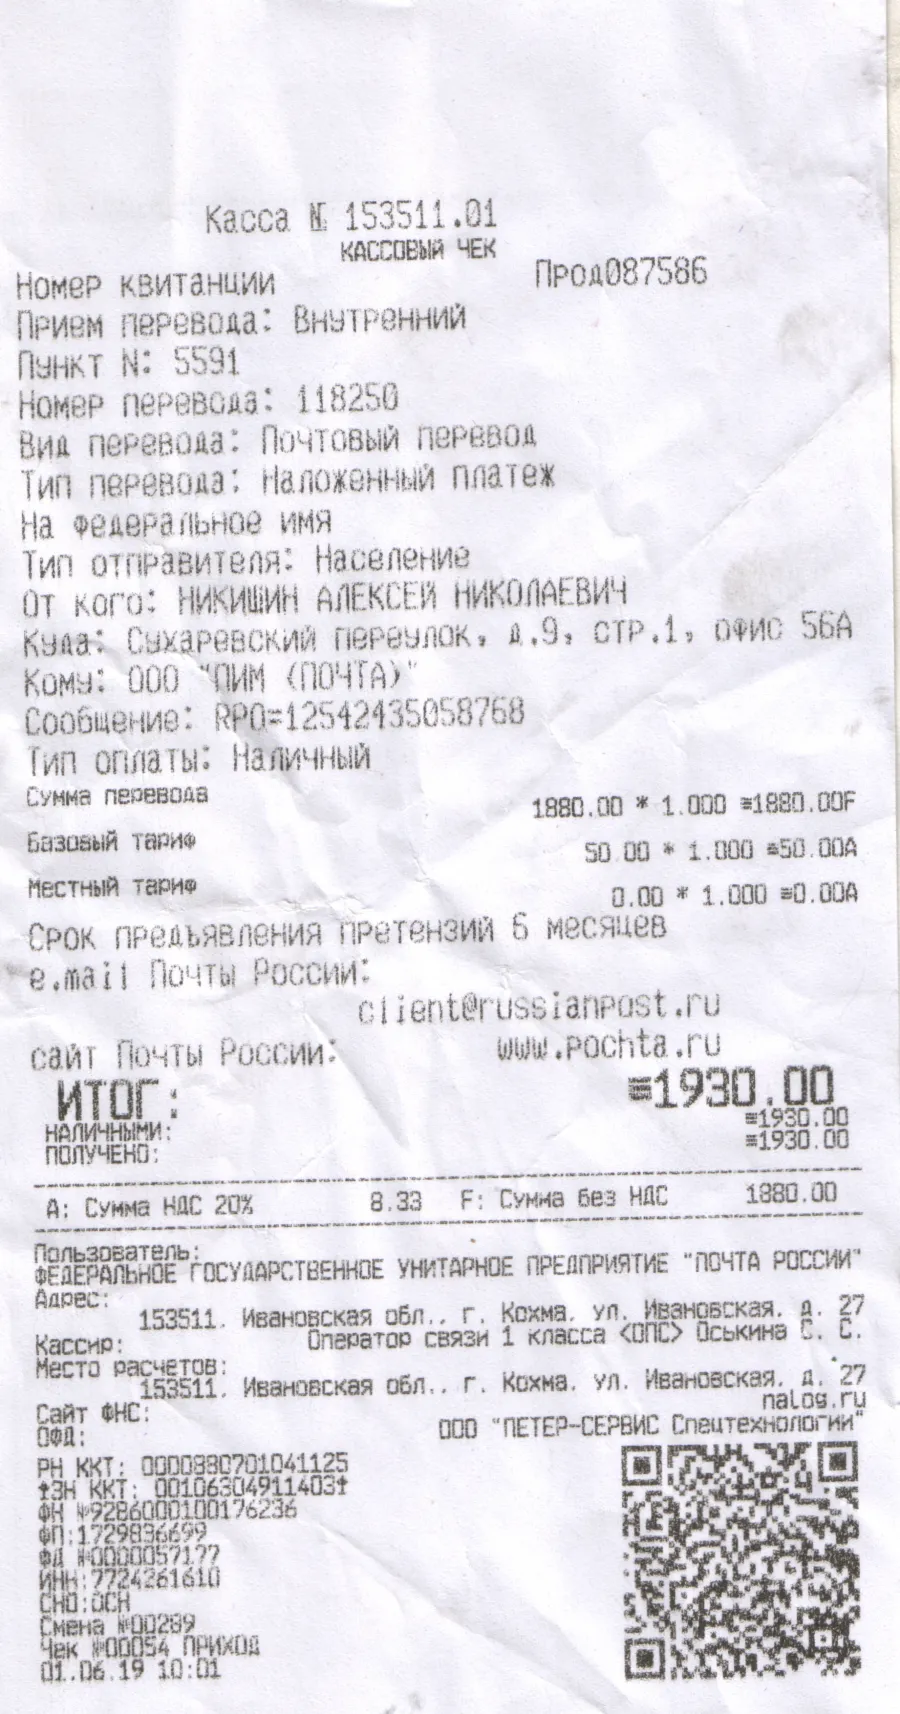 Касса № 153511.01
КАССОВЫЙ ЧЕК
Номер квитанции Прод087586
Прием перевода: Внутренний
Пункт N: 5591
Номер перевода: 118250
Вид перевода: Почтовый перевод
Тип перевода: Наложенный платеж
На федеральное имя
Тип отправителя: Население
От кого: НИКИШИН АЛЕКСЕЙ НИКОЛАЕВИЧ
Куда: Сухаревский переулок, д.9, СТР.1, ОФИС 56А
Кому: ООО "ПИМ (ПОЧТА)"
Сообщение: RPO=12542435058768
Тип оплаты: Наличный
Сумма перевода 1880.00 * 1.000 ≡1880.00F
Базовый тариф 50.00 * 1.000 ≡50.00А
Местный тариф 0.00 * 1.000 ≡0.00А
Срок предъявления претензий 6 месяцев
e.mail Почты России:
client@russianpost.ru
сайт Почты России: www.pochta.ru
ИТОГ: ≡1930.00
НАЛИЧНЫМИ: ≡1930.00
ПОЛУЧЕНО: ≡1930.00
А: Сумма НДС 20% 8.33 F: Сумма без НДС 1880.00
Пользователь:
ФЕДЕРАЛЬНОЕ ГОСУДАРСТВЕННОЕ УНИТАРНОЕ ПРЕДПРИЯТИЕ "ПОЧТА РОССИИ"
Адрес:
153511, Ивановская обл., г. Кохма, ул. Ивановская, д. 27
Кассир: Оператор связи 1 класса <ОПС> Оськина С. С.
Место расчетов:
153511, Ивановская обл., г. Кохма, ул. Ивановская, д. 27
Сайт ФНС: nalog.ru
ОФД: ООО "ПЕТЕР-СЕРВИС Спецтехнологии"
РН ККТ: 0000880701041125
↑ЗН ККТ: 00106304911403↑
ФН №9286000100176236
ФП:1729836699
ФД №0000057177
ИНН:7724261610
СНО:ОСН
Смена №00289
Чек №00054 ПРИХОД
01.06.19 10:01